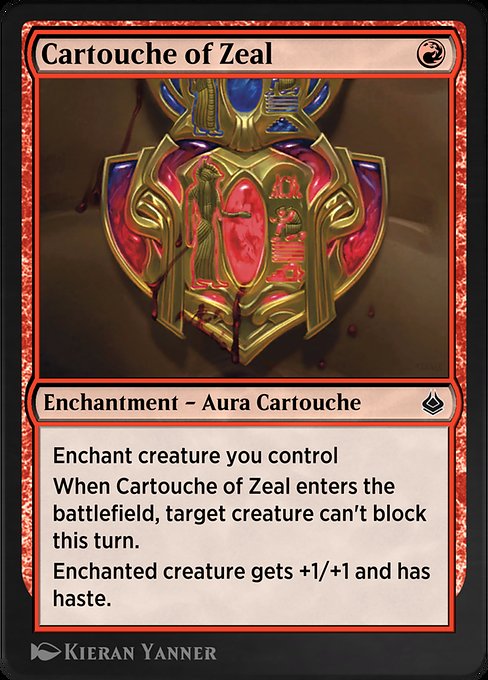 Cartouche of Zeal
Enchantment – Aura Cartouche
Enchant creature you control
When Cartouche of Zeal enters the
battlefield, target creature can't block
this turn.
Enchanted creature gets +1/+1 and has
haste.
Kieran Yanner